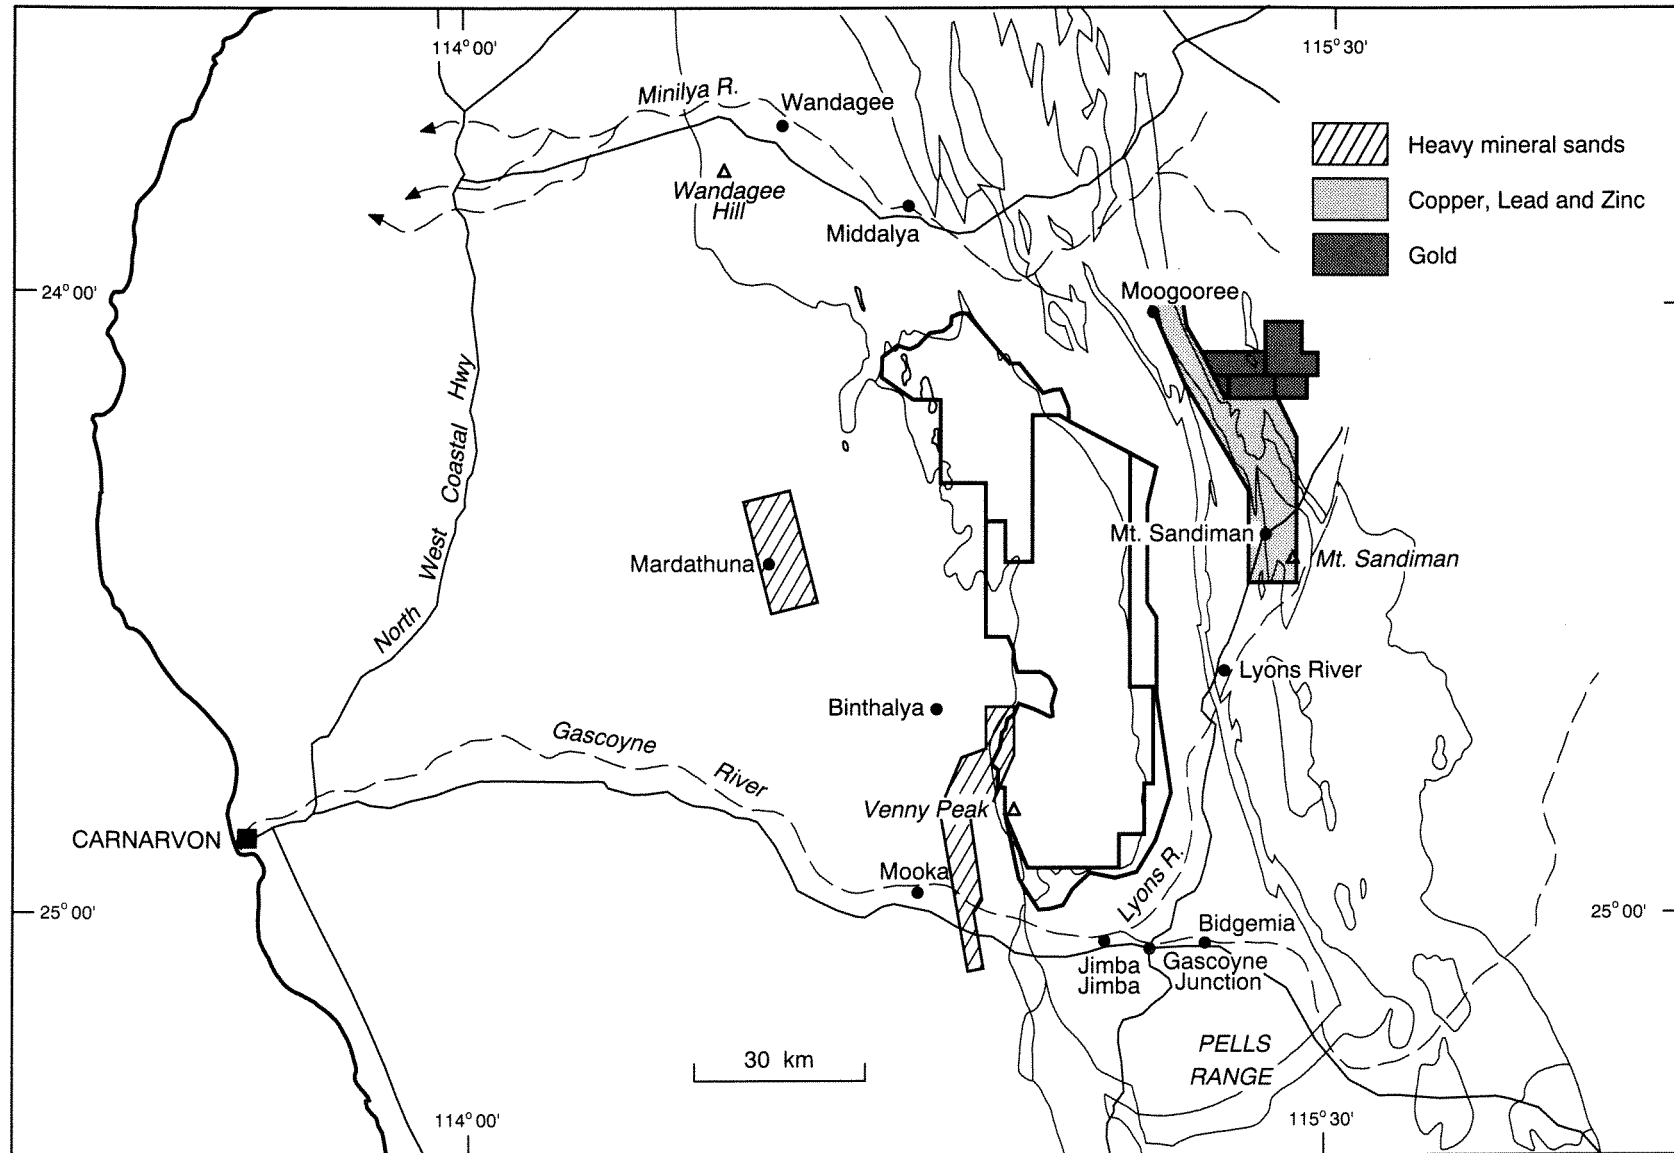 114°00'
115°30'
Minilya R.
Wandagee
Heavy mineral sands
Wandagee
Hill
Copper, Lead and Zinc
Middalya
Gold
24°00'
Moogooree
North West Coastal Hwy
Mt. Sandiman
Mt. Sandiman
Mardathuna
Lyons River
Binthalya
Gascoyne River
Venny Peak
CARNARVON
Mooka
Lyons R.
25°00'
25°00'
Bidgemia
Jimba
Jimba
Gascoyne
Junction
PELLS
RANGE
30 km
114°00'
115°30'